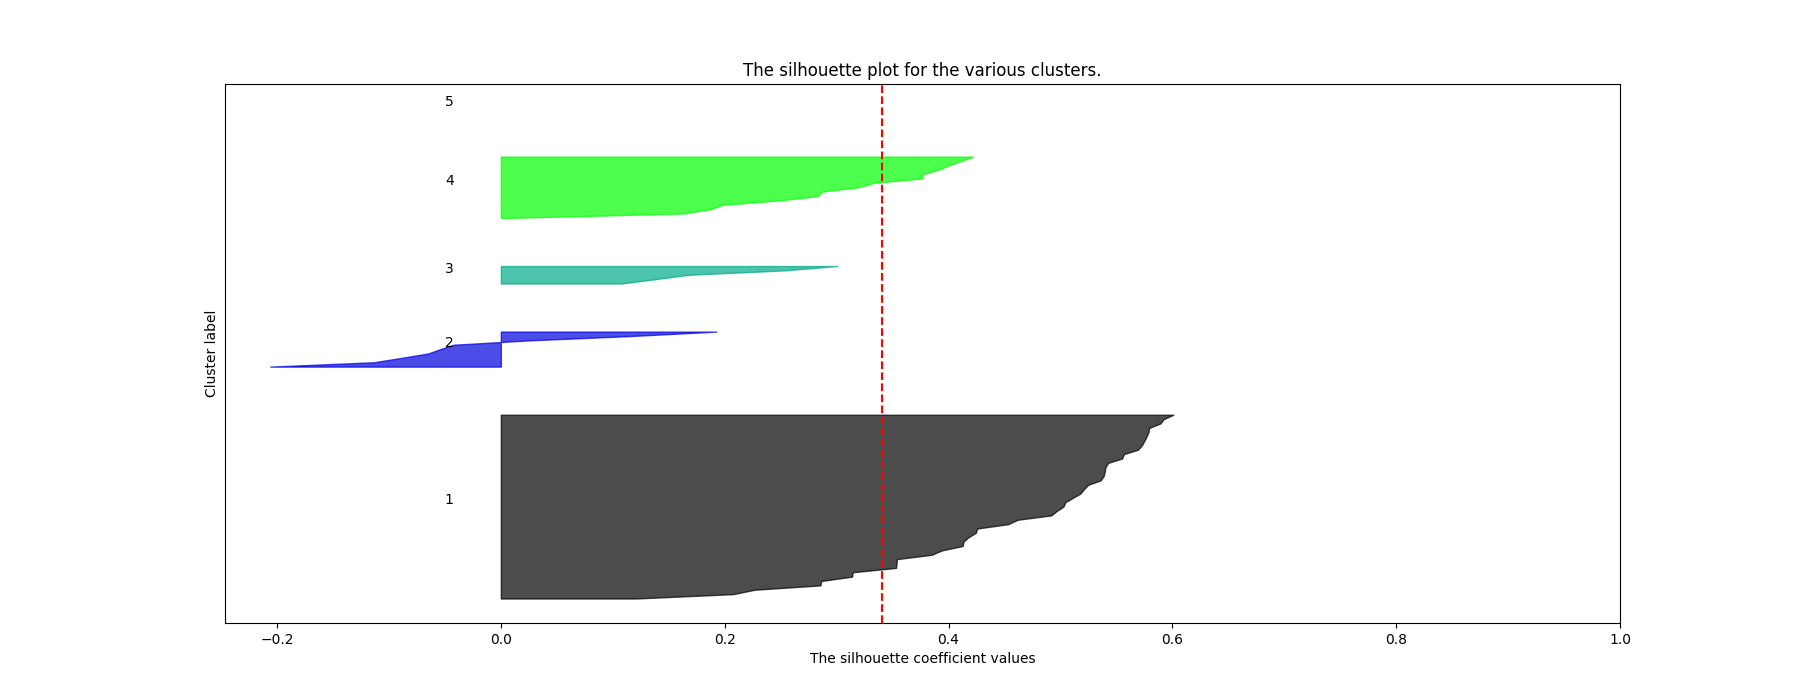 The silhouette plot for the various clusters.
5
4
3
2
1
Cluster label
−0.2 0.0 0.2 0.4 0.6 0.8 1.0
The silhouette coefficient values